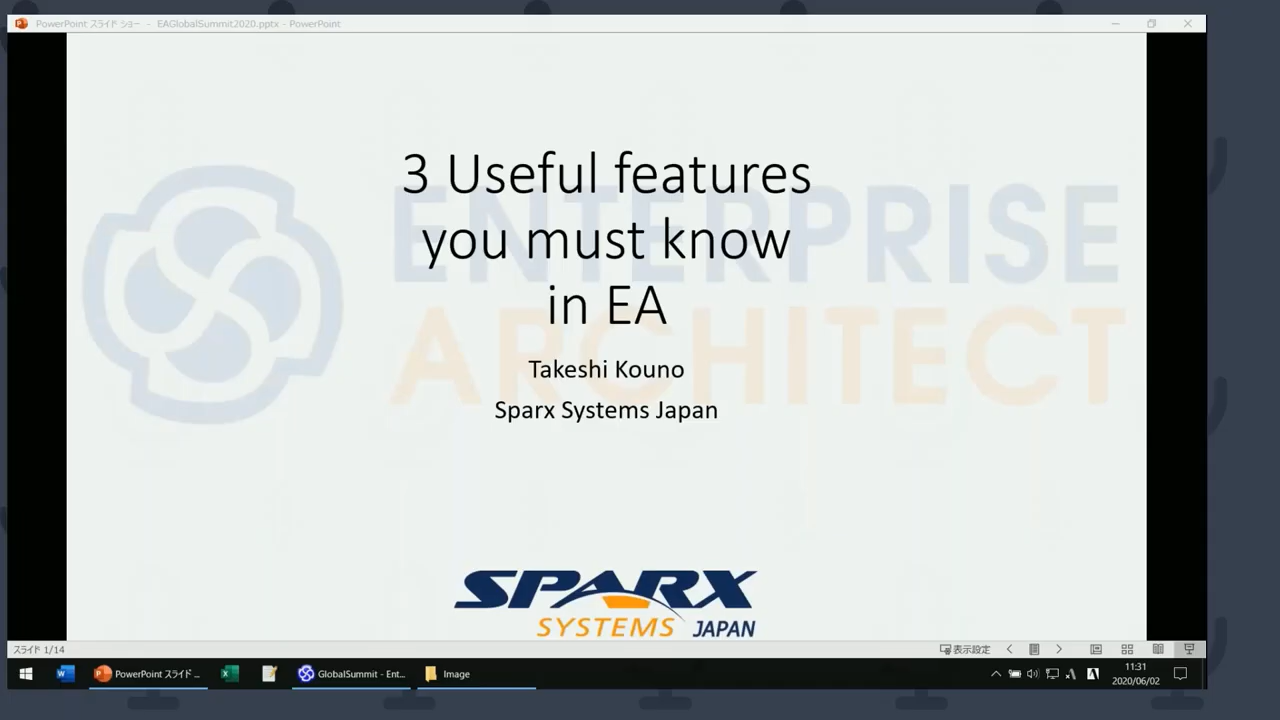 PowerPoint スライド ショー - EAGlobalSummit2020.pptx - PowerPoint
ENTERPRISE
ARCHITECT
3 Useful features
you must know
in EA
Takeshi Kouno
Sparx Systems Japan
SPARX
SYSTEMS JAPAN
スライド 1/14
表示設定
PowerPoint スライド ...
GlobalSummit - Ent...
Image
A
11:31
2020/06/02